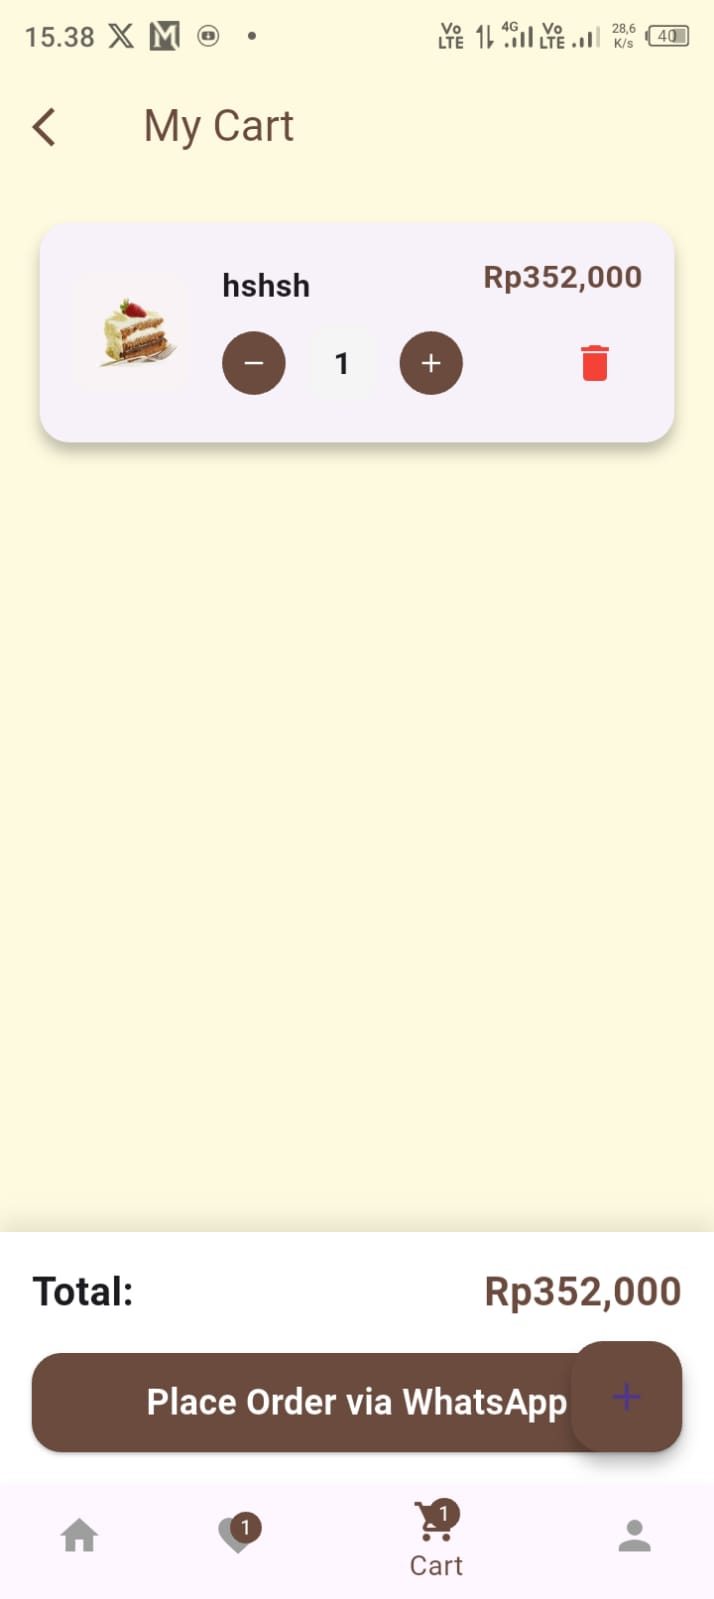 15.38
Vo LTE 4G Vo LTE 28,6 K/s 40
My Cart
hshsh
Rp352,000
1
Total:
Rp352,000
Place Order via WhatsApp
1
1
Cart